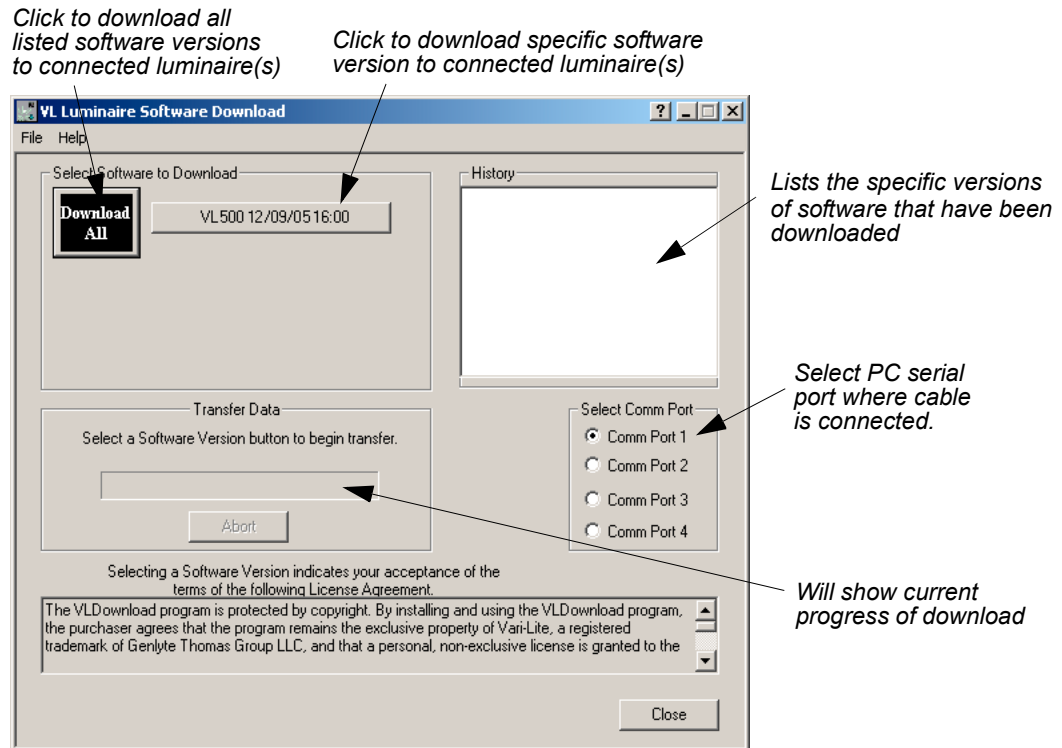 Click to download all
listed software versions
to connected luminaire(s)
Click to download specific software
version to connected luminaire(s)
VL Luminaire Software Download
File Help
Select Software to Download
Download
All
VL500 12/09/05 16:00
History
Lists the specific versions
of software that have been
downloaded
Transfer Data
Select a Software Version button to begin transfer.
Abort
Select Comm Port
Comm Port 1
Comm Port 2
Comm Port 3
Comm Port 4
Select PC serial
port where cable
is connected.
Selecting a Software Version indicates your acceptance of the
terms of the following License Agreement.
The VLDownload program is protected by copyright. By installing and using the VLDownload program,
the purchaser agrees that the program remains the exclusive property of Vari-Lite, a registered
trademark of Genlyte Thomas Group LLC, and that a personal, non-exclusive license is granted to the
Will show current
progress of download
Close